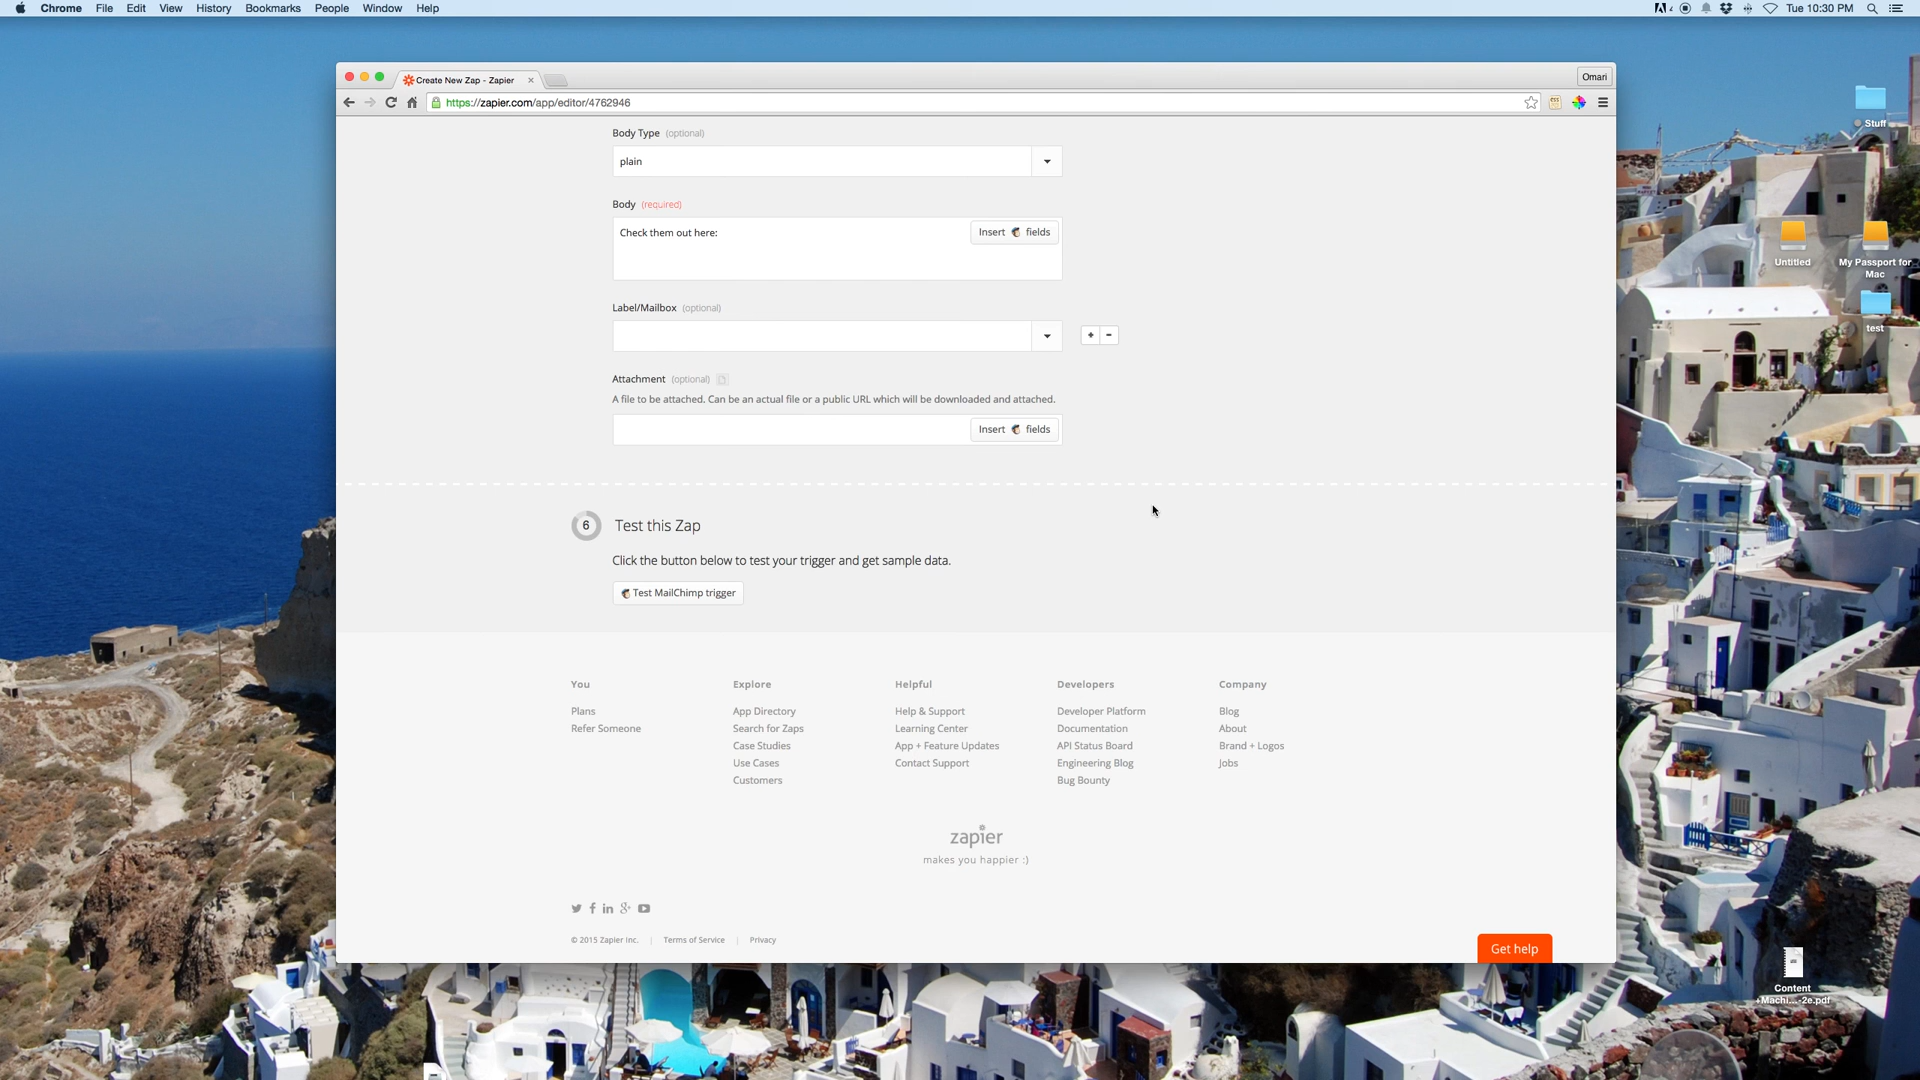 Chrome File Edit View History Bookmarks People Window Help
4 Tue 10:30 PM
Create New Zap - Zapier
Omari
https://zapier.com/app/editor/4762946
Body Type (optional)
plain
Body (required)
Check them out here:
Insert fields
Label/Mailbox (optional)
+ -
Attachment (optional)
A file to be attached. Can be an actual file or a public URL which will be downloaded and attached.
Insert fields
6 Test this Zap
Click the button below to test your trigger and get sample data.
Test MailChimp trigger
You
Plans
Refer Someone
Explore
App Directory
Search for Zaps
Case Studies
Use Cases
Customers
Helpful
Help & Support
Learning Center
App + Feature Updates
Contact Support
Developers
Developer Platform
Documentation
API Status Board
Engineering Blog
Bug Bounty
Company
Blog
About
Brand + Logos
Jobs
zapier
makes you happier :)
© 2015 Zapier Inc. | Terms of Service | Privacy
Get help
Stuff
Untitled
My Passport for
Mac
test
Content
+Machi...-2e.pdf